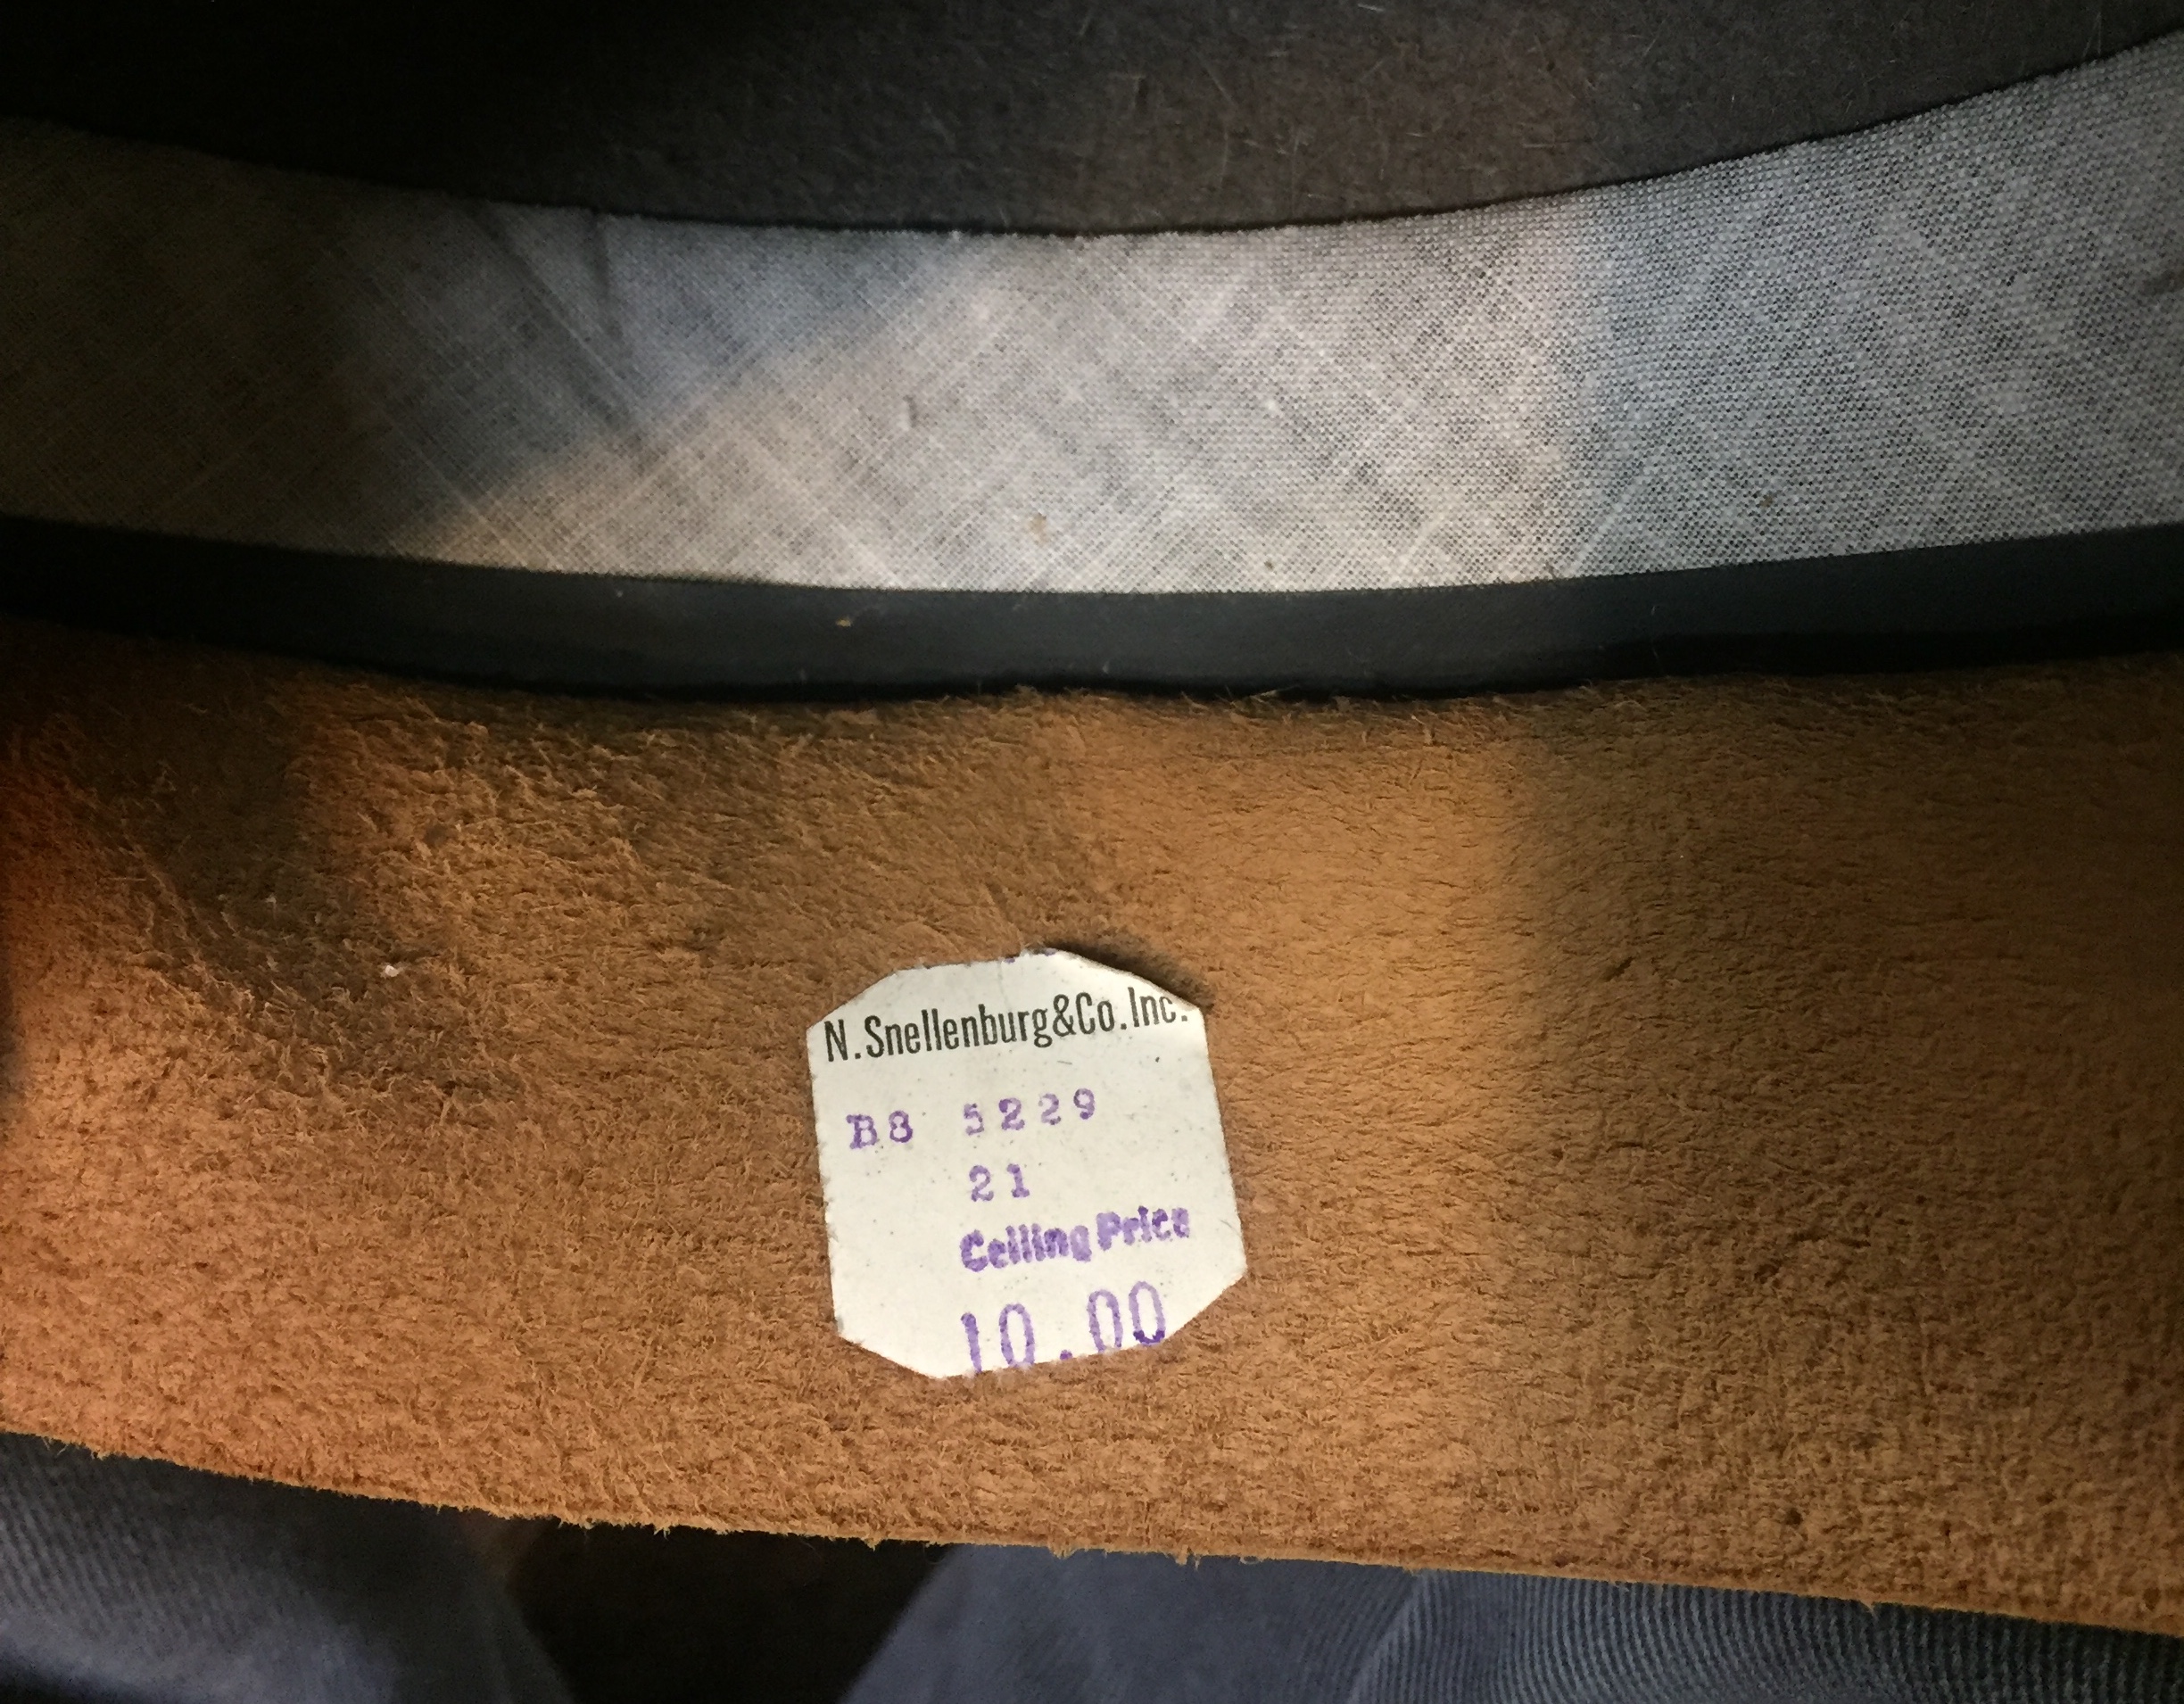 N. Snellenburg & Co. Inc.
B8 5229
21
Ceiling Price
10.00